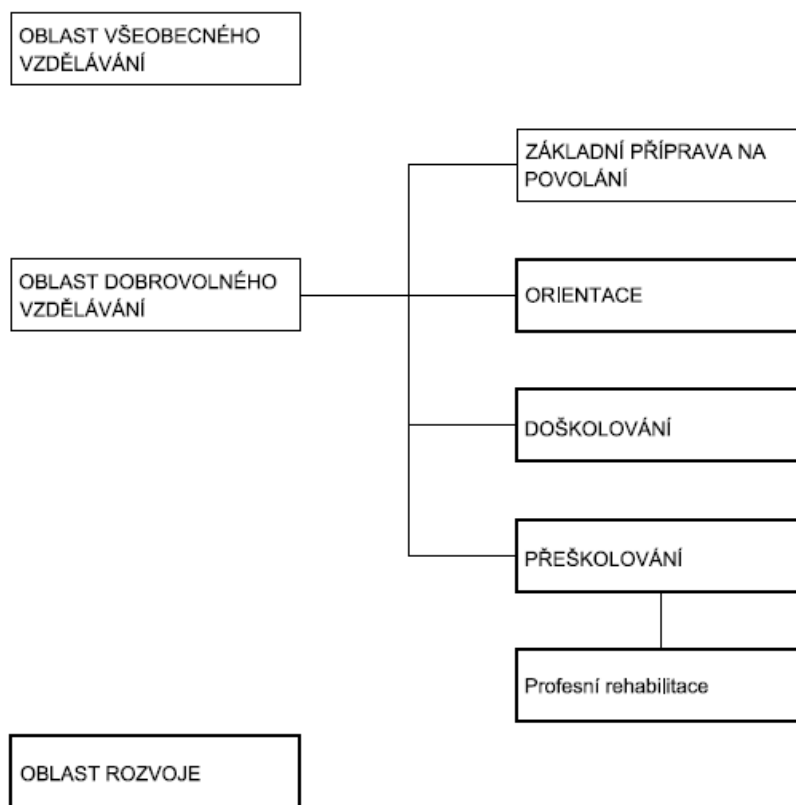 OBLAST VŠEOBECNÉHO
VZDĚLÁVÁNÍ
ZÁKLADNÍ PŘÍPRAVA NA
POVOLÁNÍ
OBLAST DOBROVOLNÉHO
VZDĚLÁVÁNÍ
ORIENTACE
DOŠKOLOVÁNÍ
PŘEŠKOLOVÁNÍ
Profesní rehabilitace
OBLAST ROZVOJE